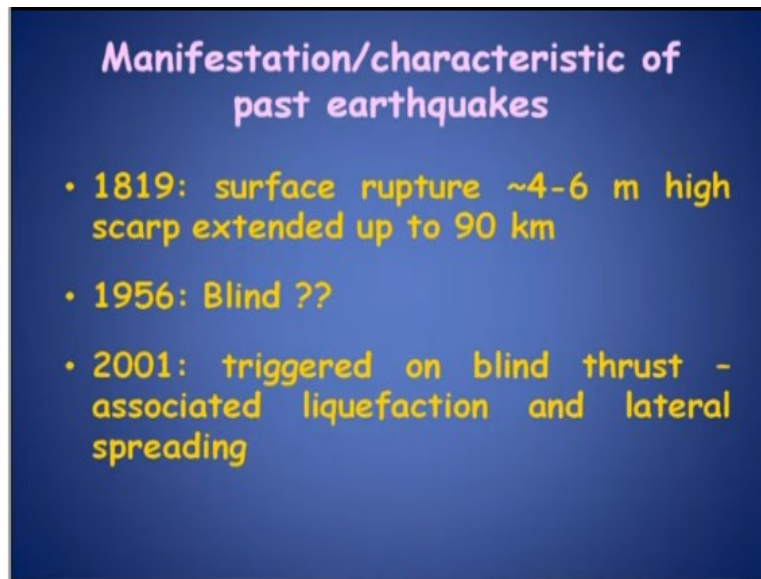 Manifestation/characteristic of
past earthquakes
• 1819: surface rupture ~4-6 m high
scarp extended up to 90 km
• 1956: Blind ??
• 2001: triggered on blind thrust –
associated liquefaction and lateral
spreading